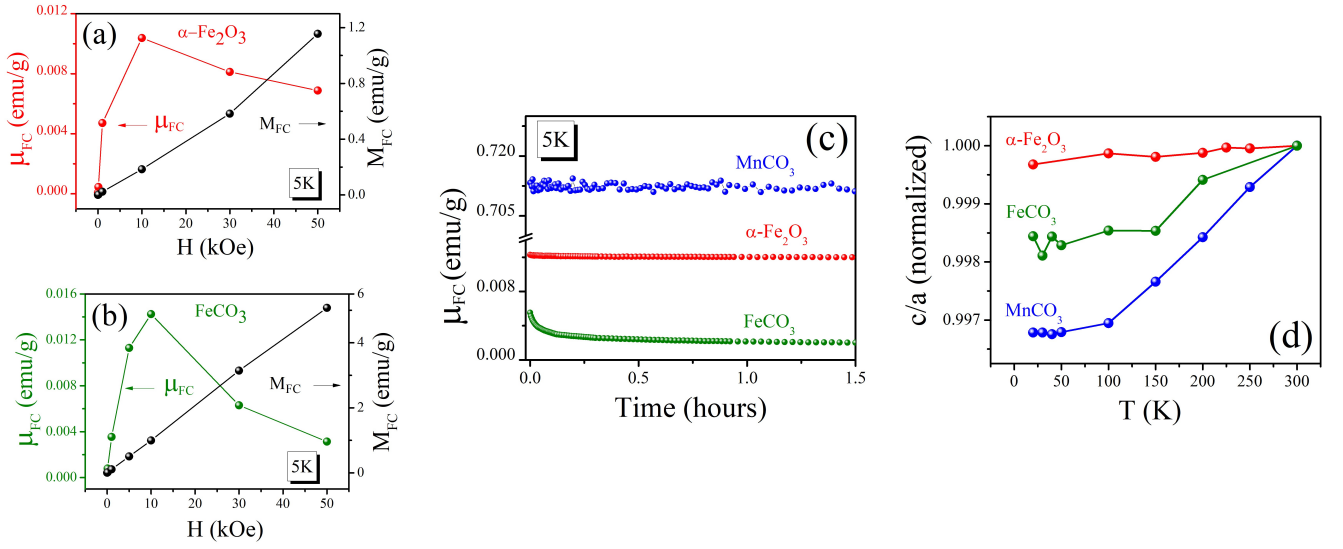 (a)
α–Fe₂O₃
μFC (emu/g)
0.012
0.008
0.004
0.000
μFC
MFC
5K
1.2
0.8
0.4
0.0
MFC (emu/g)
0 10 20 30 40 50
H (kOe)
(b)
FeCO₃
μFC (emu/g)
0.016
0.012
0.008
0.004
0.000
μFC
MFC
5K
6
4
2
0
MFC (emu/g)
0 10 20 30 40 50
H (kOe)
5K
(c)
MnCO₃
α-Fe₂O₃
FeCO₃
μFC (emu/g)
0.720
0.705
0.008
0.000
0.0 0.5 1.0 1.5
Time (hours)
α-Fe₂O₃
FeCO₃
MnCO₃
(d)
c/a (normalized)
1.000
0.999
0.998
0.997
0 50 100 150 200 250 300
T (K)